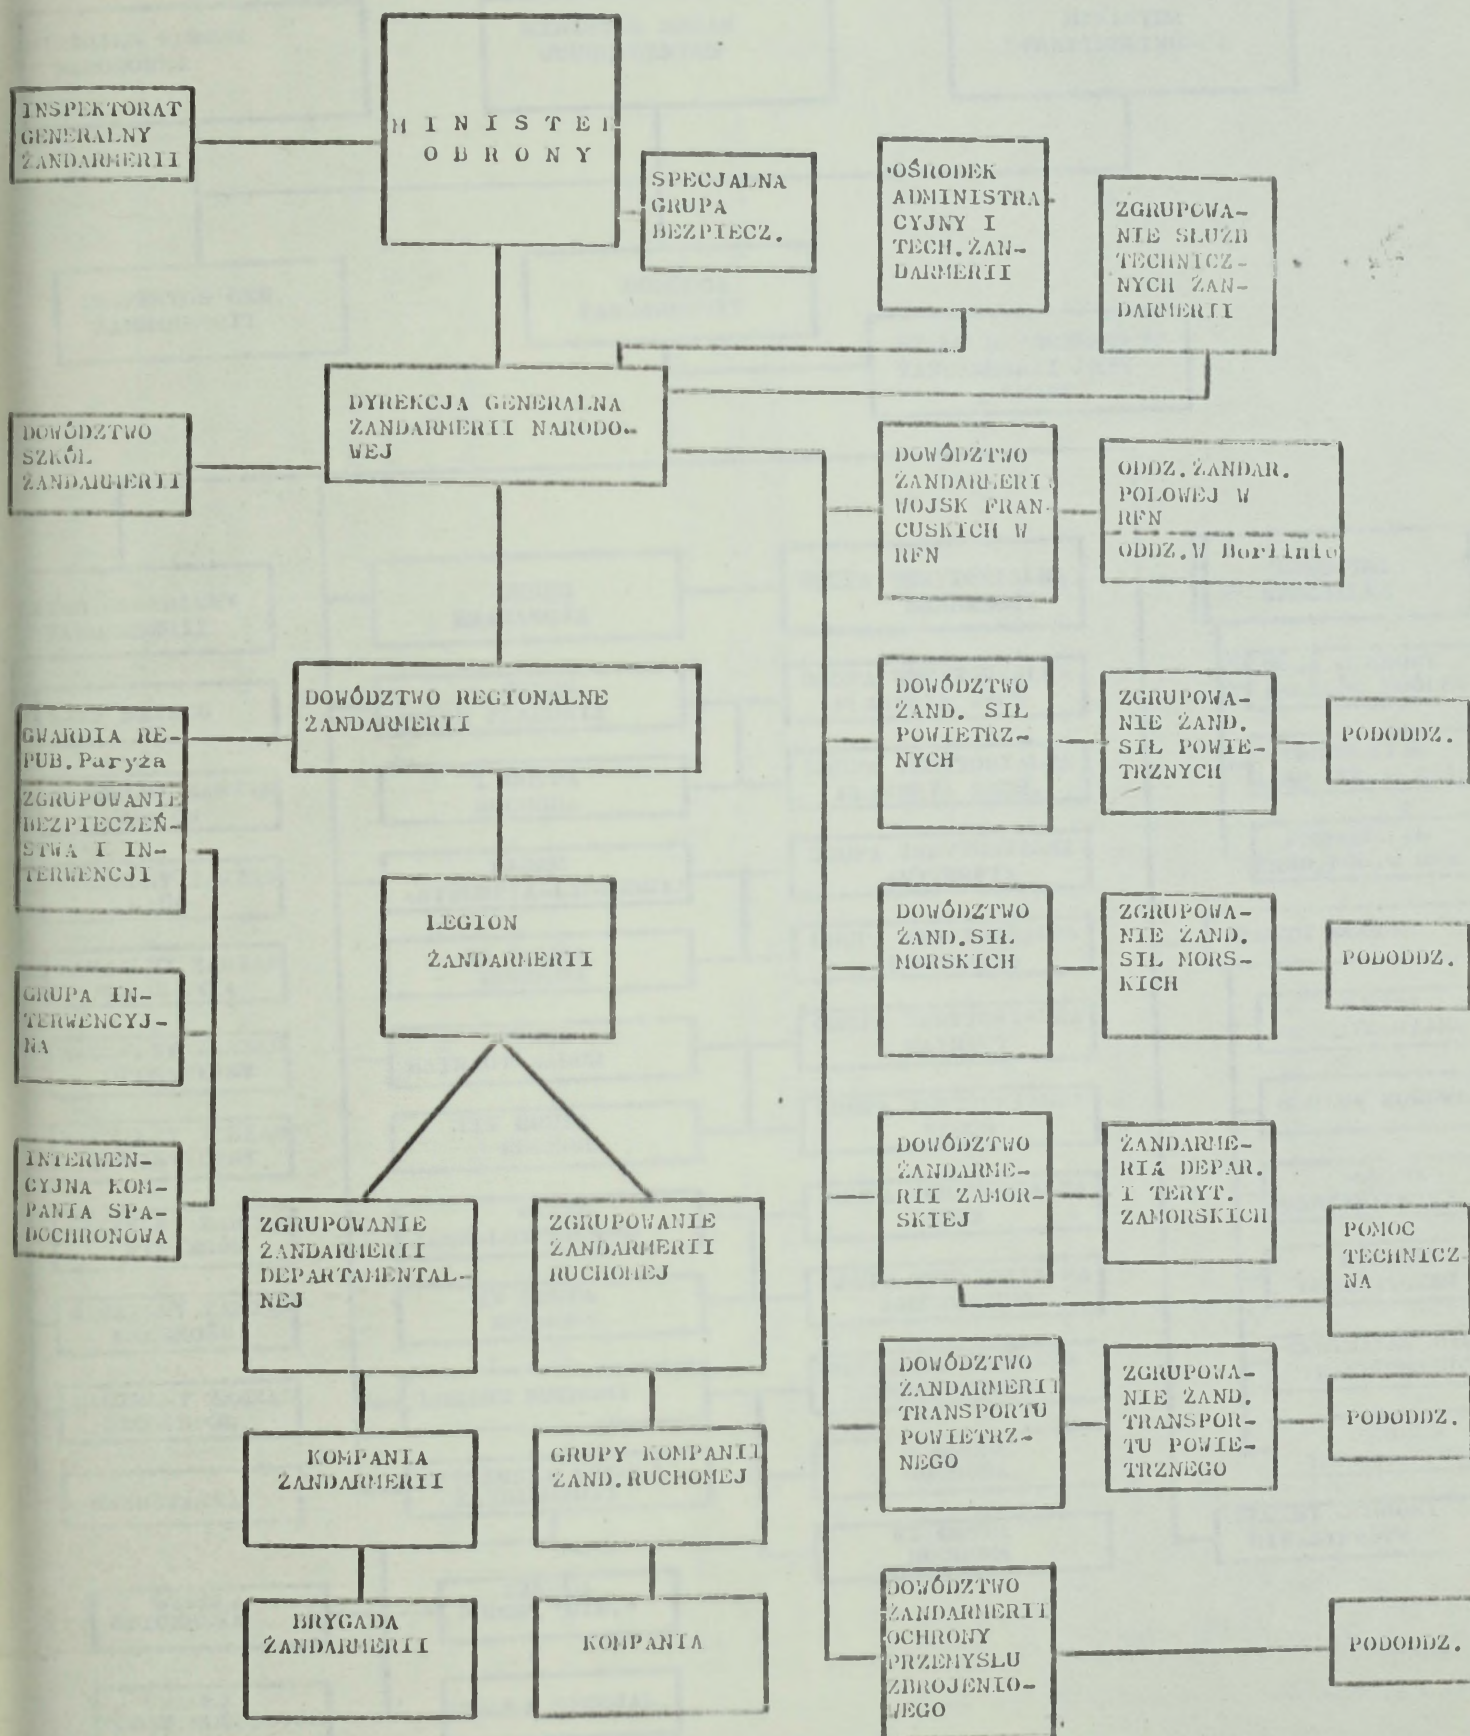 INSPEKTORAT
GENERALNY
ŻANDARMERII
MINISTE
OBRONY
SPECJALNA
GRUPA
BEZPIECZ.
OŚRODEK
ADMINISTRA
CYJNY I
TECH.ŻAN-
DARMERII
ZGRUPOWA-
NIE SŁUŻB
TECHNICZ-
NYCH ŻAN-
DARMERII
DOWÓDZTWO
SZKÓŁ
ŻANDARMERII
DYREKCJA GENERALNA
ŻANDARMERII NARODO-
WEJ
DOWÓDZTWO
ŻANDARMERI
WOJSK FRAN-
CUSKICH W
RFN
ODDZ.ŻANDAR.
POLOWEJ W
RFN
ODDZ.W Berlinie
GWARDIA RE-
PUB.Paryża
ZGRUPOWANIE
BEZPIECZEŃ-
STWA I IN-
TERWENCJI
DOWÓDZTWO REGIONALNE
ŻANDARMERII
DOWÓDZTWO
ŻAND. SIŁ
POWIETRZ-
NYCH
ZGRUPOWA-
NIE ŻAND.
SIŁ POWIE-
TRZNYCH
PODODDZ.
LEGION
ŻANDARMERII
DOWÓDZTWO
ŻAND.SIŁ
MORSKICH
ZGRUPOWA-
NIE ŻAND.
SIŁ MORS-
KICH
PODODDZ.
GRUPA IN-
TERWENCYJ-
NA
INTERWEN-
CYJNA KOM-
PANIA SPA-
DOCHRONOWA
ZGRUPOWANIE
ŻANDARMERII
DEPARTAMENTAL-
NEJ
ZGRUPOWANIE
ŻANDARMERII
RUCHOMEJ
DOWÓDZTWO
ŻANDARME-
RII ZAMOR-
SKIEJ
ŻANDARME-
RIA DEPAR.
I TERYT.
ZAMORSKICH
POMOC
TECHNICZ-
NA
KOMPANIA
ŻANDARMERII
GRUPY KOMPANII
ŻAND.RUCHOMEJ
DOWÓDZTWO
ŻANDARMERII
TRANSPORTU
POWIETRZ-
NEGO
ZGRUPOWA-
NIE ŻAND.
TRANSPOR-
TU POWIE-
TRZNEGO
PODODDZ.
BRYGADA
ŻANDARMERII
KOMPANIA
DOWÓDZTWO
ŻANDARMERII
OCHRONY
PRZEMYSŁU
ZBROJENIO-
WEGO
PODODDZ.